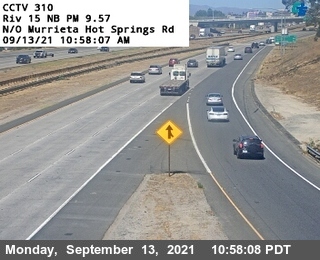 CCTV 310
Riv 15 NB PM 9.57
N/O Murrieta Hot Springs Rd
09/13/21 10:58:07 AM
Monday, September 13, 2021 10:58:08 PDT